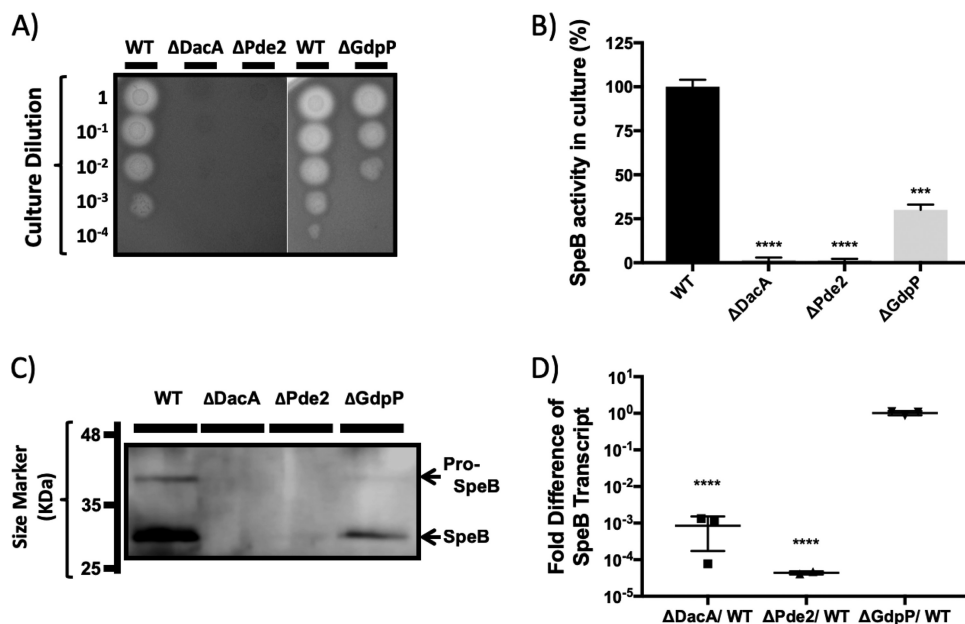 A)
WT ΔDacA ΔPde2 WT ΔGdpP
Culture Dilution
1
10⁻¹
10⁻²
10⁻³
10⁻⁴
B)
SpeB activity in culture (%)
100
75
50
25
0
****
****
***
WT
ΔDacA
ΔPde2
ΔGdpP
C)
WT ΔDacA ΔPde2 ΔGdpP
Size Marker
(KDa)
48
35
25
Pro-
SpeB
SpeB
D)
Fold Difference of
SpeB Transcript
10¹
10⁰
10⁻¹
10⁻²
10⁻³
10⁻⁴
10⁻⁵
****
****
ΔDacA/ WT ΔPde2/ WT ΔGdpP/ WT